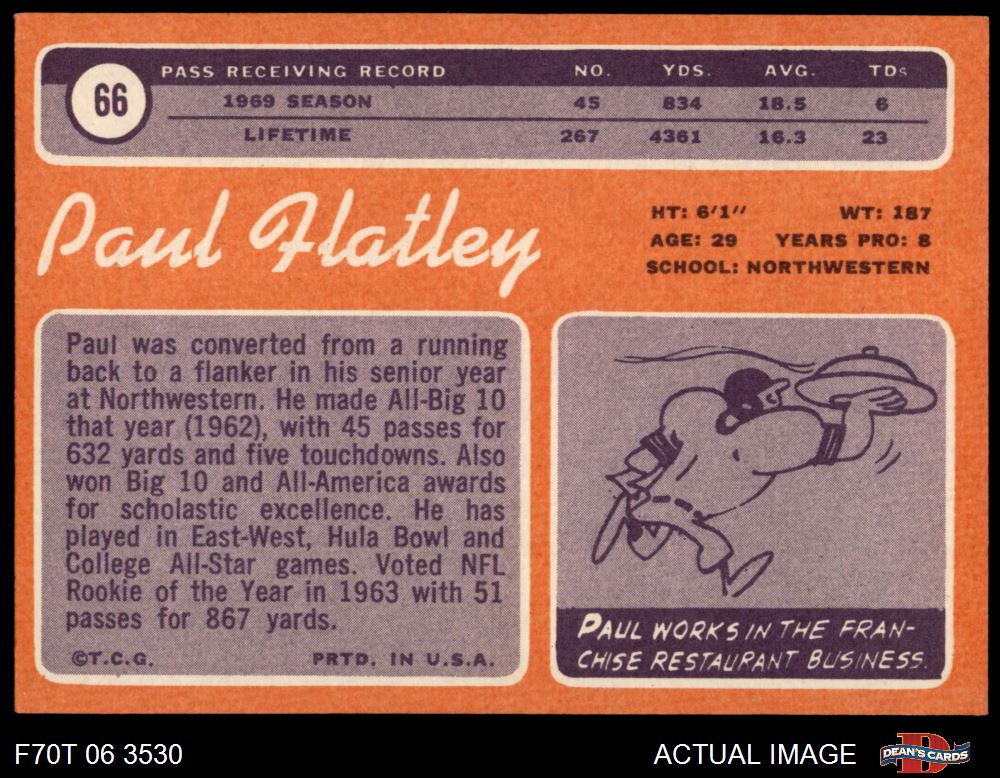 66
PASS RECEIVING RECORD NO. YDS. AVG. TDs
1969 SEASON 45 834 18.5 6
LIFETIME 267 4361 16.3 23
Paul Flatley
HT: 6'1" WT: 187
AGE: 29 YEARS PRO: 8
SCHOOL: NORTHWESTERN
Paul was converted from a running
back to a flanker in his senior year
at Northwestern. He made All-Big 10
that year (1962), with 45 passes for
632 yards and five touchdowns. Also
won Big 10 and All-America awards
for scholastic excellence. He has
played in East-West, Hula Bowl and
College All-Star games. Voted NFL
Rookie of the Year in 1963 with 51
passes for 867 yards.
©T.C.G. PRTD. IN U.S.A.
PAUL WORKS IN THE FRAN-
CHISE RESTAURANT BUSINESS.
F70T 06 3530 ACTUAL IMAGE
DEAN'S CARDS